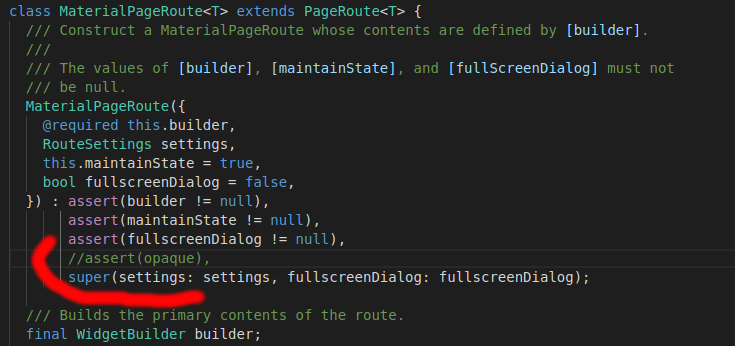 class MaterialPageRoute<T> extends PageRoute<T> {
/// Construct a MaterialPageRoute whose contents are defined by [builder].
///
/// The values of [builder], [maintainState], and [fullScreenDialog] must not
/// be null.
MaterialPageRoute({
@required this.builder,
RouteSettings settings,
this.maintainState = true,
bool fullscreenDialog = false,
}) : assert(builder != null),
assert(maintainState != null),
assert(fullscreenDialog != null),
//assert(opaque),
super(settings: settings, fullscreenDialog: fullscreenDialog);
/// Builds the primary contents of the route.
final WidgetBuilder builder;